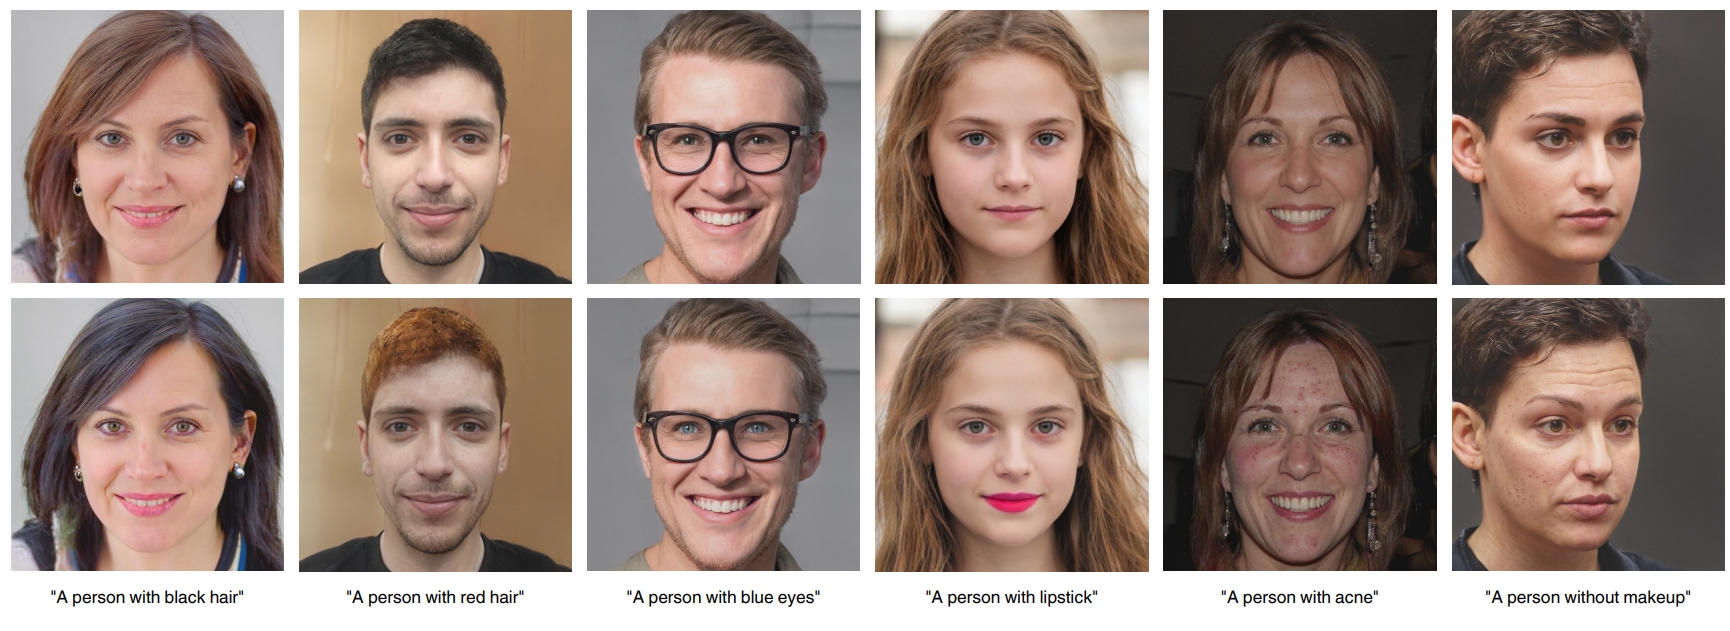 "A person with black hair"
"A person with red hair"
"A person with blue eyes"
"A person with lipstick"
"A person with acne"
"A person without makeup"